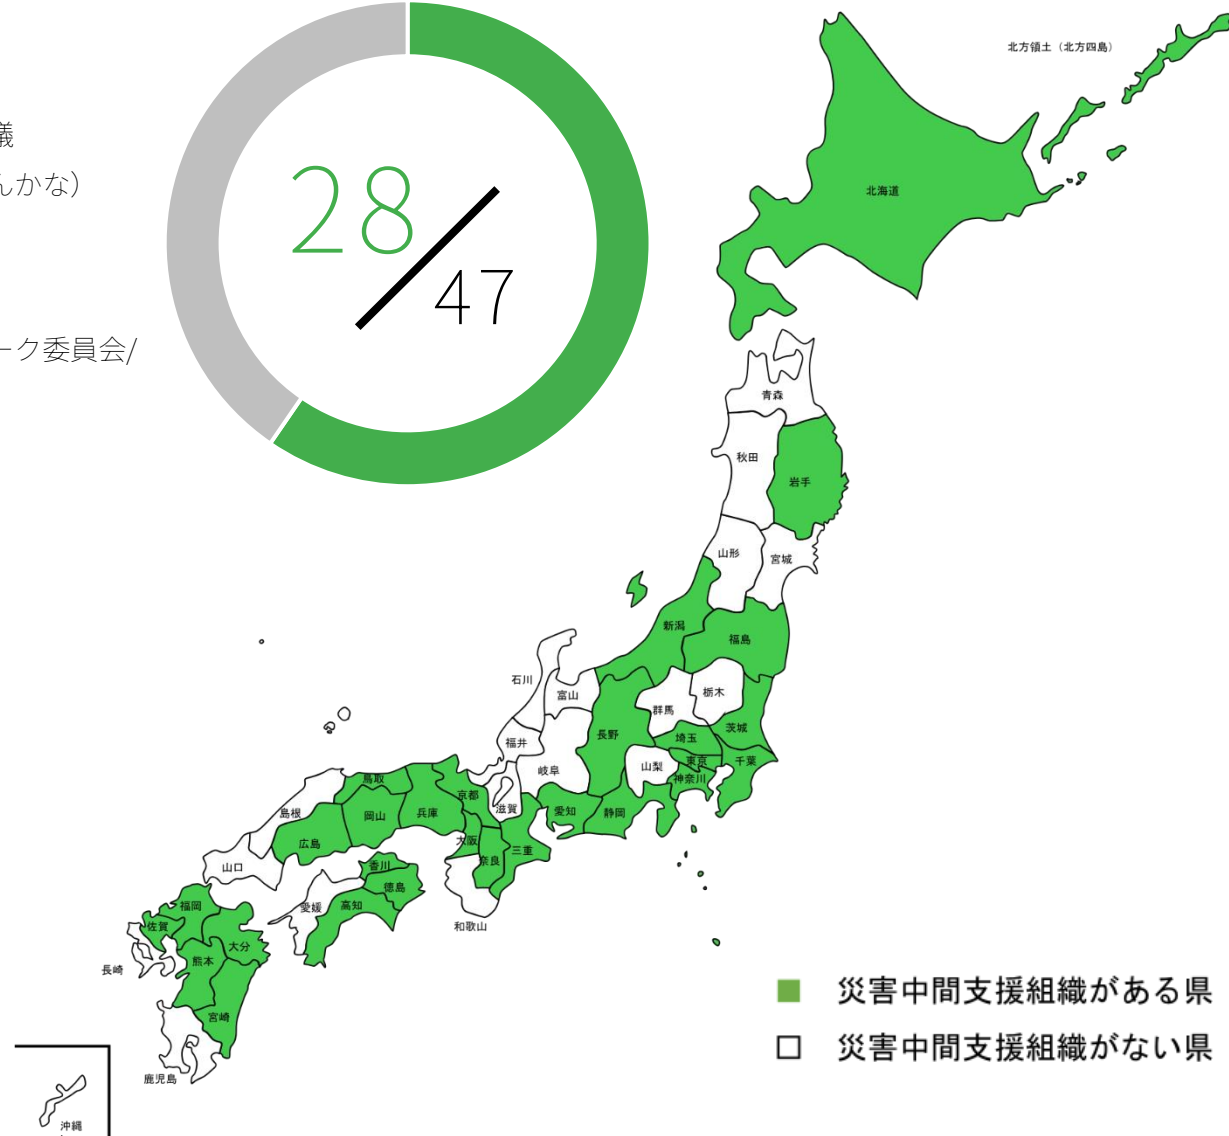 議
んかな）
ーク委員会/
28
47
北方領土（北方四島）
北海道
青森
秋田
岩手
山形
宮城
新潟
福島
石川
富山
栃木
群馬
長野
茨城
埼玉
福井
岐阜
山梨
東京
千葉
神奈川
鳥取
京都
滋賀
愛知
静岡
島根
岡山
兵庫
大阪
広島
三重
奈良
山口
香川
徳島
愛媛
高知
和歌山
福岡
佐賀
大分
熊本
長崎
宮崎
鹿児島
沖縄
災害中間支援組織がある県
災害中間支援組織がない県